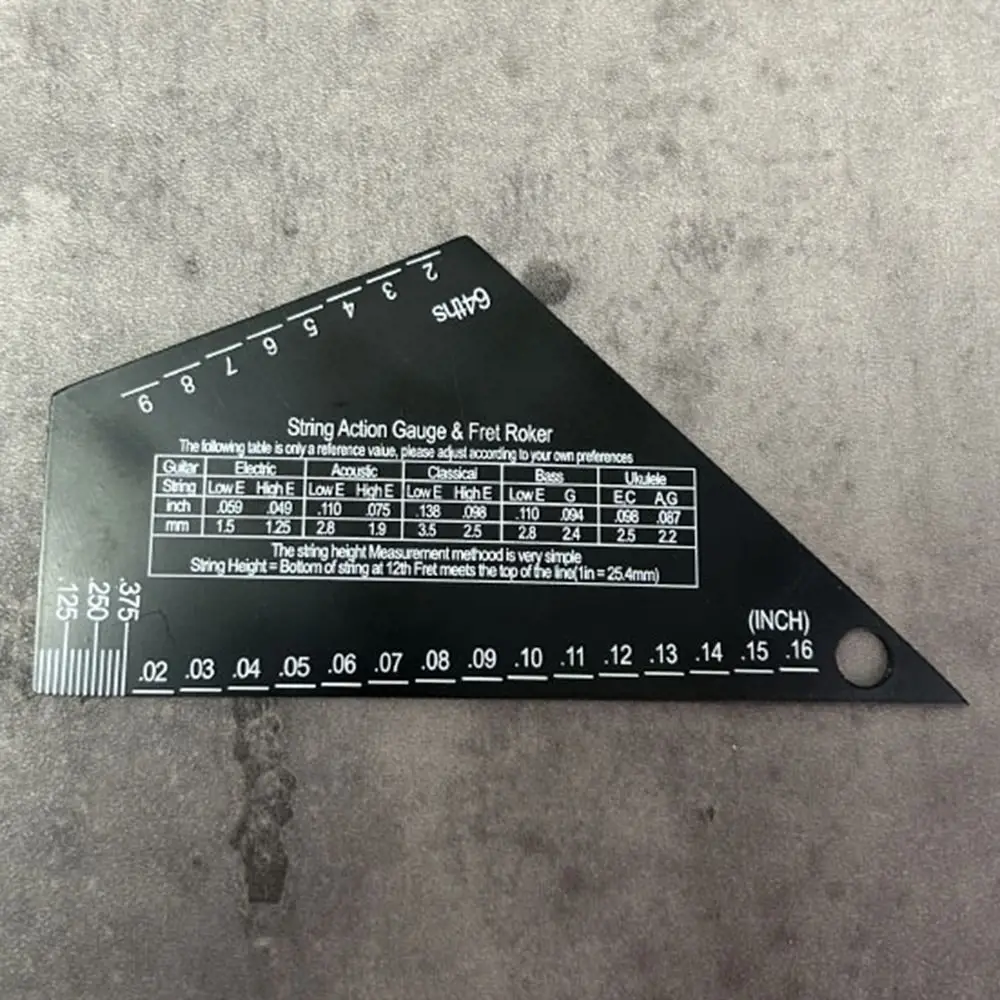 2 3 4 5 6 7 8 9
64ths
String Action Gauge & Fret Roker
The following table is only a reference value, please adjust according to your own preferences
Guitar Electric Acoustic Classical Bass Ukulele
String Low E High E Low E High E Low E High E Low E G E.C A.G
inch .059 .049 .110 .075 .138 .098 .110 .094 .098 .087
mm 1.5 1.25 2.8 1.9 3.5 2.5 2.8 2.4 2.5 2.2
The string height Measurement methood is very simple
String Height = Bottom of string at 12th Fret meets the top of the line(1in = 25.4mm)
.125 .250 .375
(INCH)
.02 .03 .04 .05 .06 .07 .08 .09 .10 .11 .12 .13 .14 .15 .16